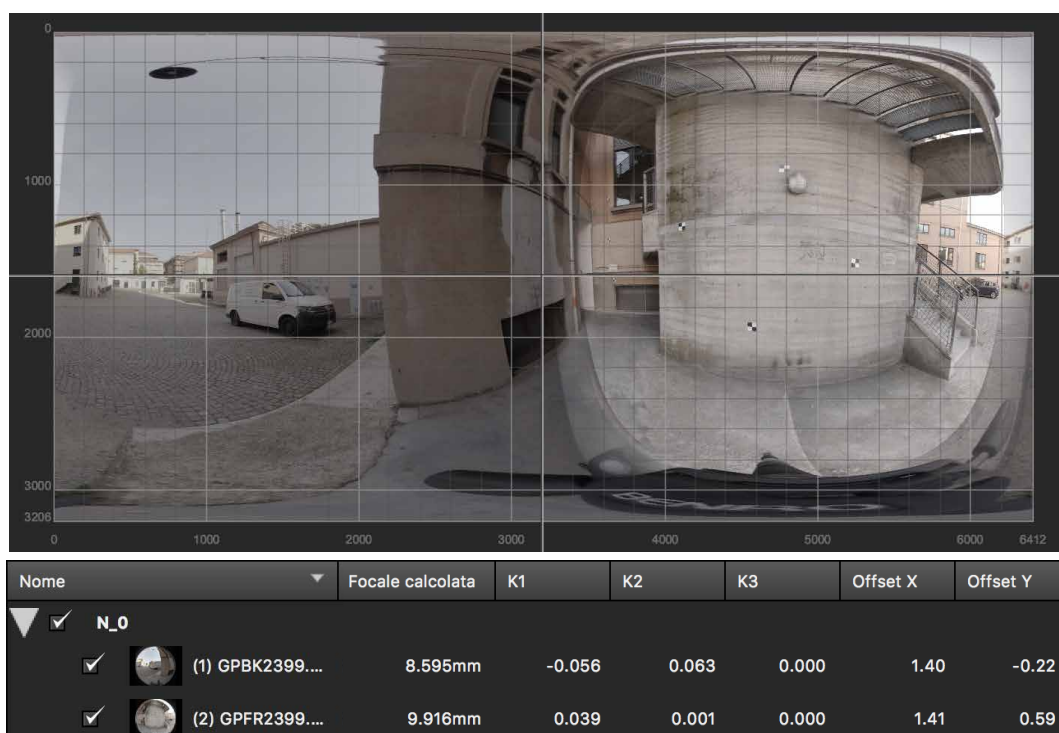 0
1000
2000
3000
3206
0 1000 2000 3000 4000 5000 6000 6412
Nome Focale calcolata K1 K2 K3 Offset X Offset Y
N_0
(1) GPBK2399.... 8.595mm -0.056 0.063 0.000 1.40 -0.22
(2) GPFR2399.... 9.916mm 0.039 0.001 0.000 1.41 0.59